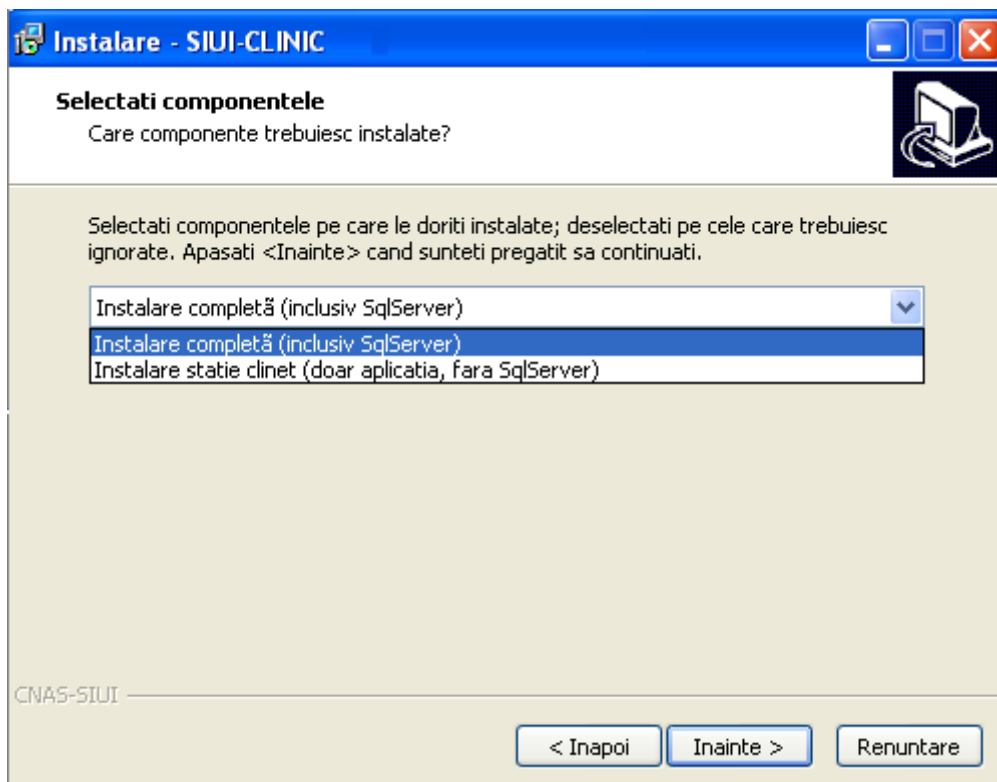 Instalare - SIUI-CLINIC
Selectati componentele
Care componente trebuiesc instalate?
Selectati componentele pe care le doriti instalate; deselectati pe cele care trebuiesc
ignorate. Apasati <Inainte> cand sunteti pregatit sa continuati.
Instalare completã (inclusiv SqlServer)
Instalare completã (inclusiv SqlServer)
Instalare statie clinet (doar aplicatia, fara SqlServer)
CNAS-SIUI
< Inapoi
Inainte >
Renuntare